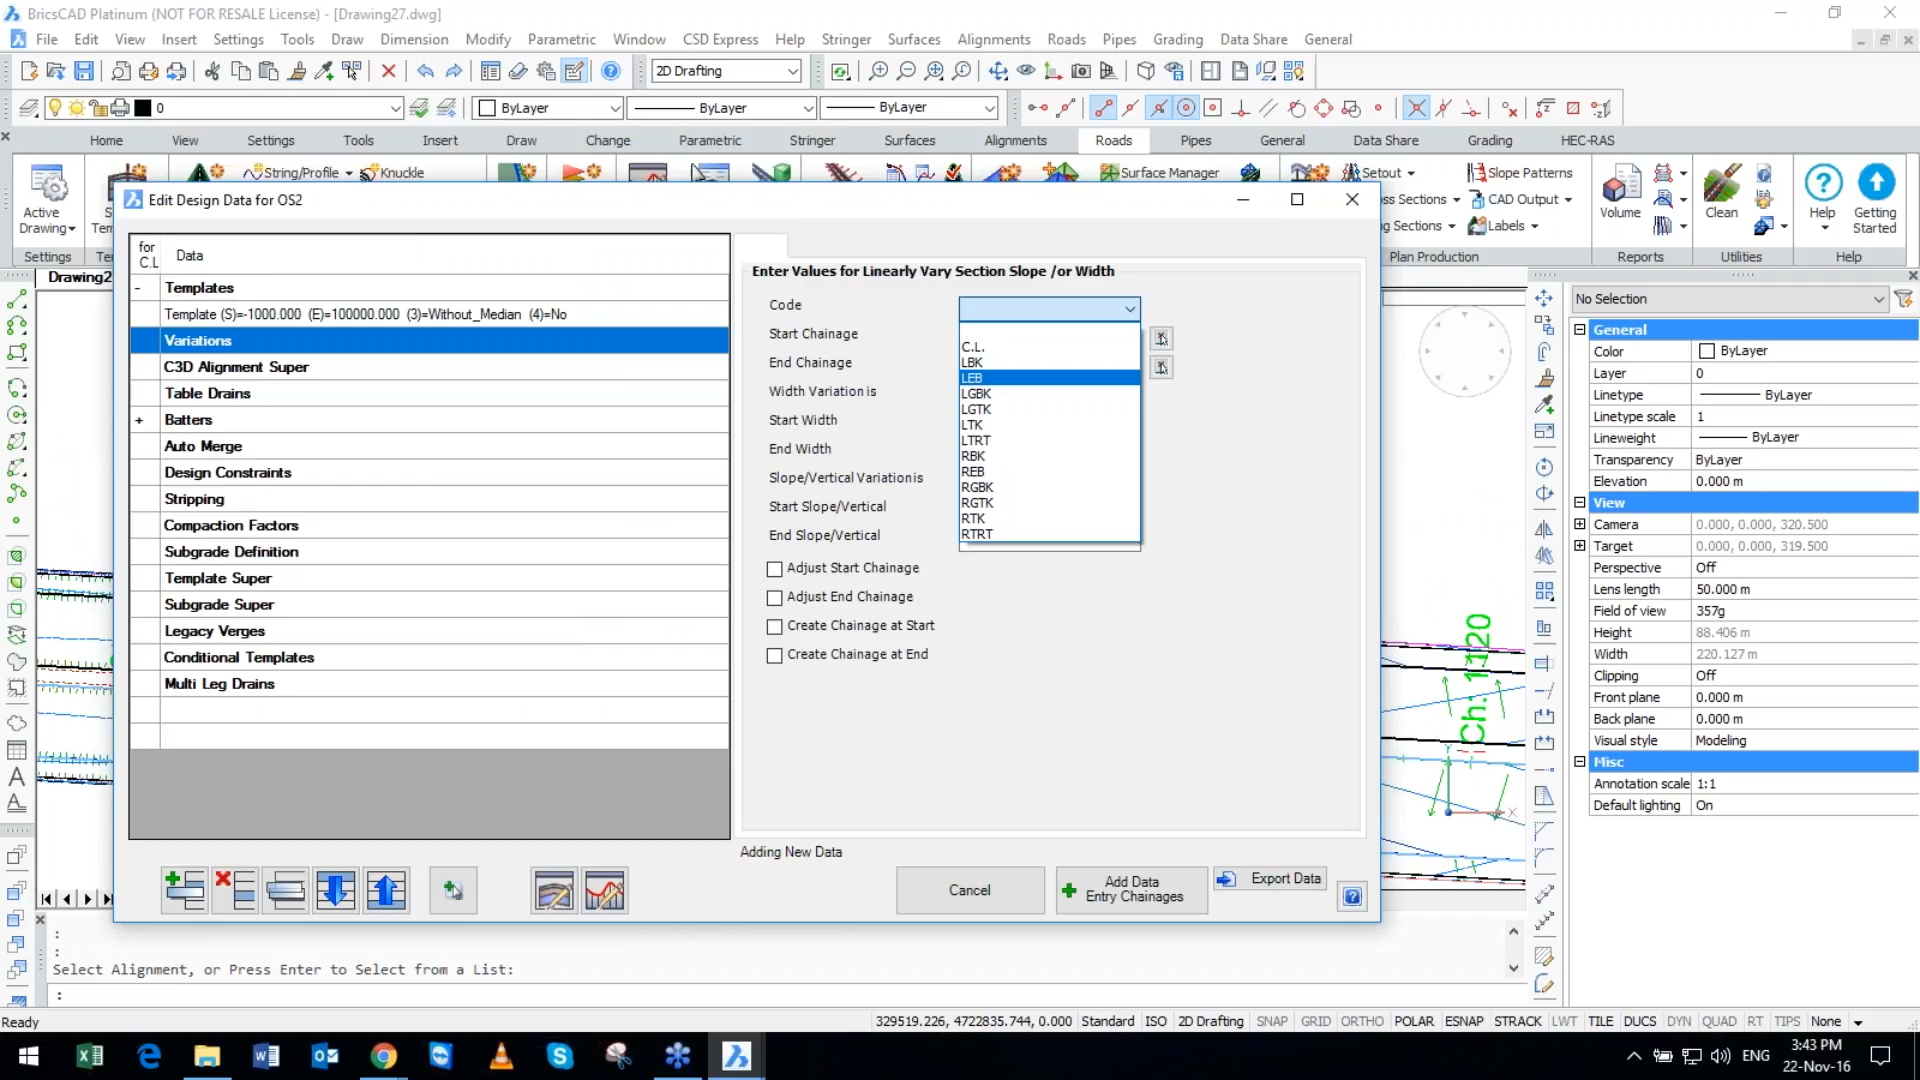 BricsCAD Platinum (NOT FOR RESALE License) - [Drawing27.dwg]
File Edit View Insert Settings Tools Draw Dimension Modify Parametric Window CSD Express Help Stringer Surfaces Alignments Roads Pipes Grading Data Share General
2D Drafting
0 ByLayer ByLayer ByLayer
Home View Settings Tools Insert Draw Change Parametric Stringer Surfaces Alignments Roads Pipes General Data Share Grading HEC-RAS
String/Profile Knuckle Surface Manager Setout Slope Patterns
CAD Output
Labels
Active Drawing
Volume
Clean
Help
Getting Started
Settings Plan Production Reports Utilities Help
Edit Design Data for OS2
for C.L Data
- Templates
Template (S)=-1000.000 (E)=100000.000 (3)=Without_Median (4)=No
Variations
C3D Alignment Super
Table Drains
+ Batters
Auto Merge
Design Constraints
Stripping
Compaction Factors
Subgrade Definition
Template Super
Subgrade Super
Legacy Verges
Conditional Templates
Multi Leg Drains
Enter Values for Linearly Vary Section Slope /or Width
Code
Start Chainage
End Chainage
Width Variation is
Start Width
End Width
Slope/Vertical Variation is
Start Slope/Vertical
End Slope/Vertical
C.L.
LBK
LEB
LGBK
LGTK
LTK
LTRT
RBK
REB
RGBK
RGTK
RTK
RTRT
Adjust Start Chainage
Adjust End Chainage
Create Chainage at Start
Create Chainage at End
Adding New Data
Cancel
Add Data Entry Chainages
Export Data
Ch: 1120
Y
X
No Selection
General
Color ByLayer
Layer 0
Linetype ByLayer
Linetype scale 1
Lineweight ByLayer
Transparency ByLayer
Elevation 0.000 m
View
Camera 0.000, 0.000, 320.500
Target 0.000, 0.000, 319.500
Perspective Off
Lens length 50.000 m
Field of view 357g
Height 88.406 m
Width 220.127 m
Clipping Off
Front plane 0.000 m
Back plane 0.000 m
Visual style Modeling
Misc
Annotation scale 1:1
Default lighting On
:
:
Select Alignment, or Press Enter to Select from a List:
:
Ready 329519.226, 4722835.744, 0.000 Standard ISO 2D Drafting SNAP GRID ORTHO POLAR ESNAP STRACK LWT TILE DUCS DYN QUAD RT TIPS None
ENG
3:43 PM
22-Nov-16